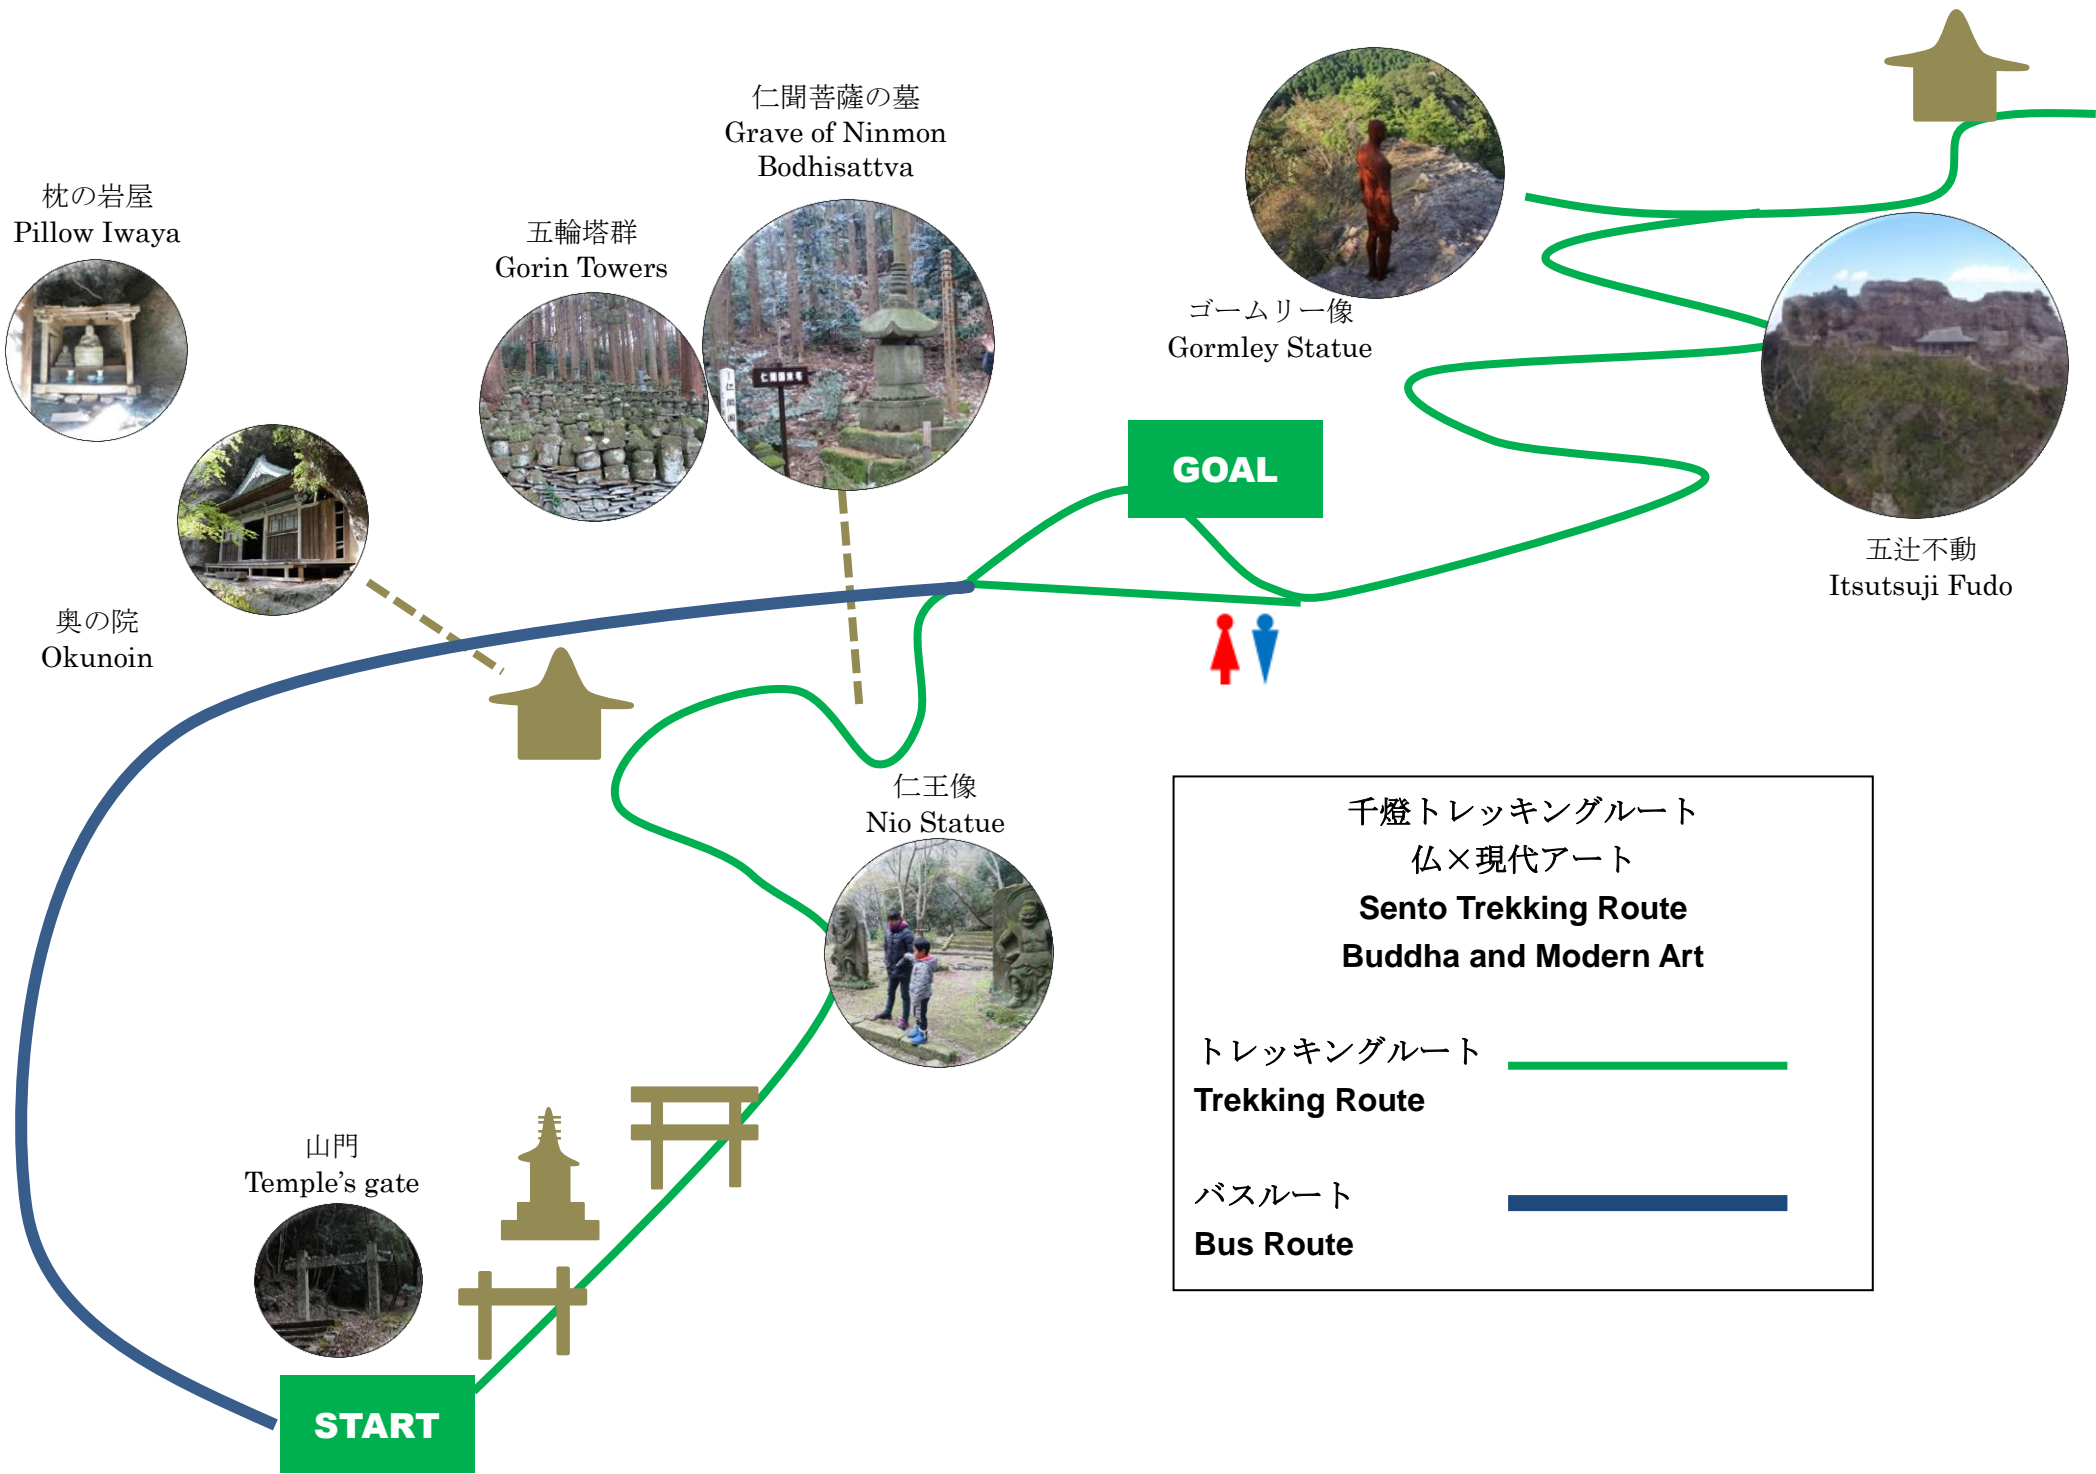 仁聞菩薩の墓
Grave of Ninmon
Bodhisattva
枕の岩屋
Pillow Iwaya
五輪塔群
Gorin Towers
ゴームリー像
Gormley Statue
GOAL
五辻不動
Itsutsuji Fudo
奥の院
Okunoin
仁王像
Nio Statue
千燈トレッキングルート
仏×現代アート
Sento Trekking Route
Buddha and Modern Art
トレッキングルート
Trekking Route
バスルート
Bus Route
山門
Temple's gate
START